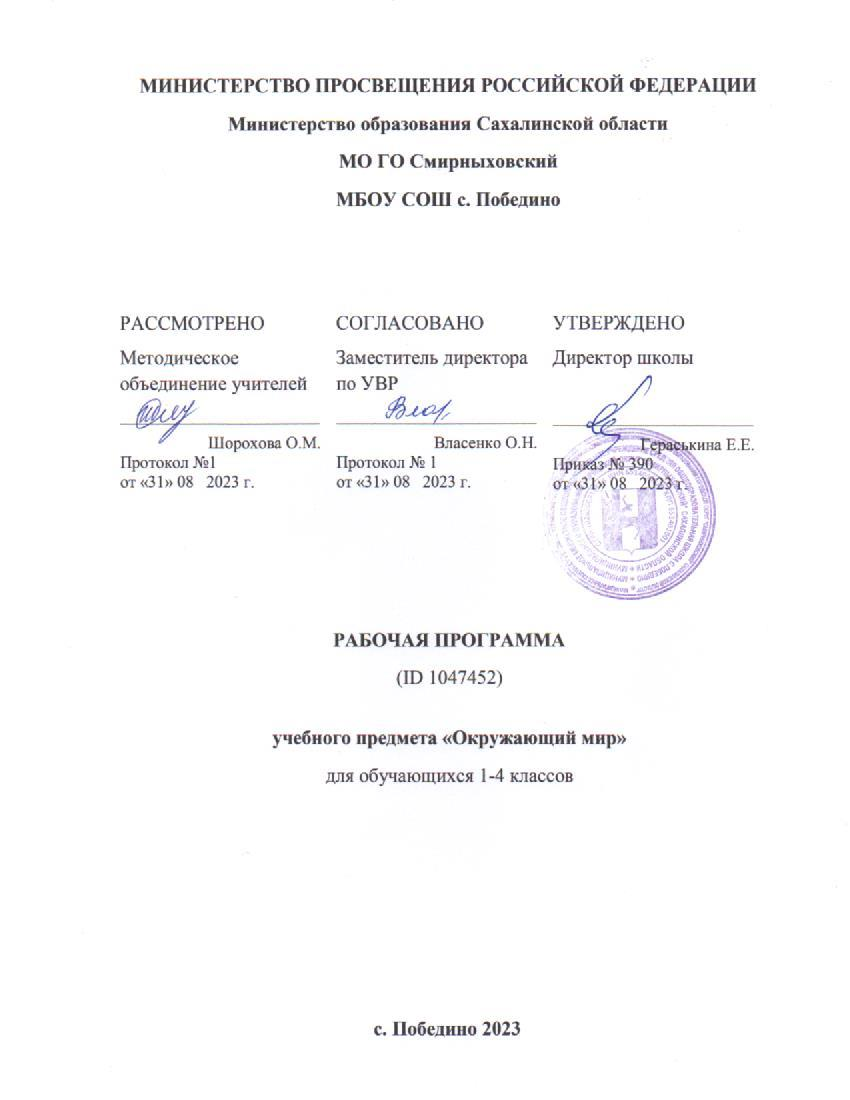 МИНИСТЕРСТВО ПРОСВЕЩЕНИЯ РОССИЙСКОЙ ФЕДЕРАЦИИ
Министерство образования Сахалинской области
МО ГО Смирныховский
МБОУ СОШ с. Победино
РАССМОТРЕНО
Методическое
объединение учителей
Шорохова О.М.
Протокол №1
от «31» 08 2023 г.
СОГЛАСОВАНО
Заместитель директора
по УВР
Власенко О.Н.
Протокол № 1
от «31» 08 2023 г.
УТВЕРЖДЕНО
Директор школы
Гераськина Е.Е.
Приказ № 390
от «31» 08 2023 г.
РАБОЧАЯ ПРОГРАММА
(ID 1047452)
учебного предмета «Окружающий мир»
для обучающихся 1-4 классов
с. Победино 2023